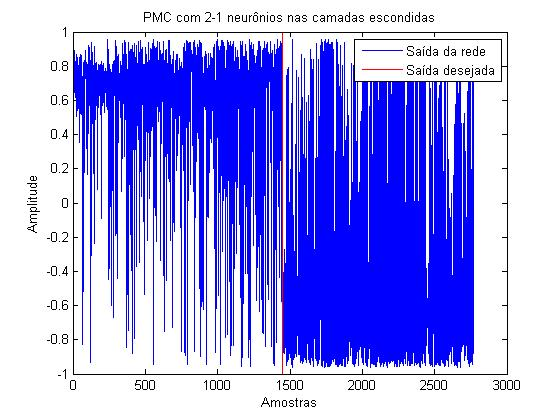 PMC com 2-1 neurônios nas camadas escondidas
Saída da rede
Saída desejada
Amplitude
1
0.8
0.6
0.4
0.2
0
-0.2
-0.4
-0.6
-0.8
-1
0 500 1000 1500 2000 2500 3000
Amostras